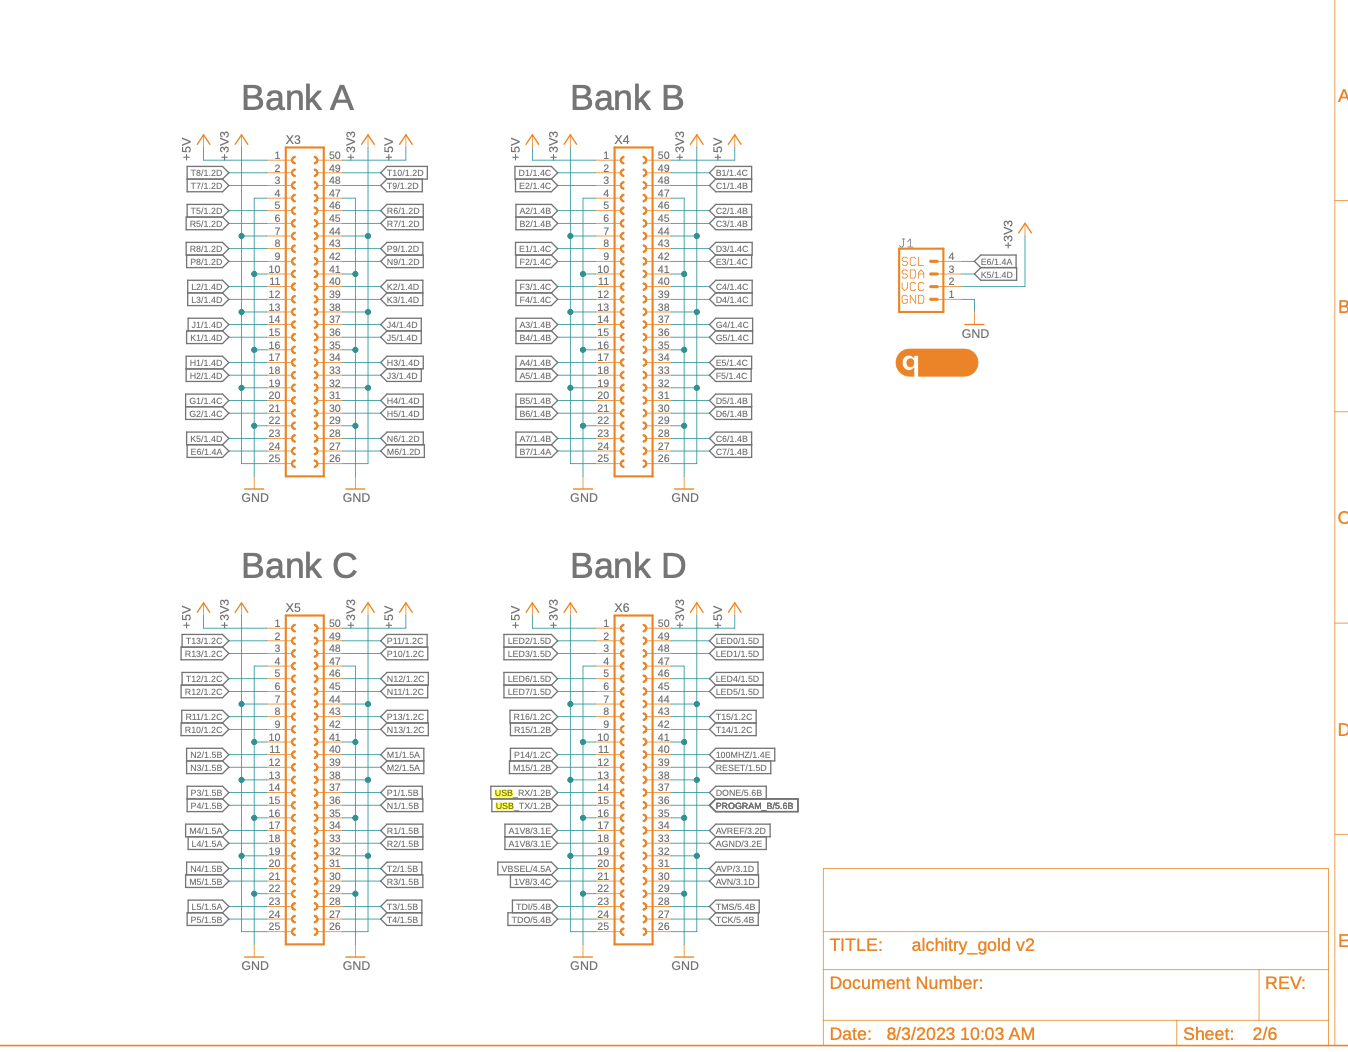 Bank A
+5V +3V3 X3 +3V3 +5V
1 50
T8/1.2D 2 49 T10/1.2D
T7/1.2D 3 48 T9/1.2D
4 47
T5/1.2D 5 46 R6/1.2D
R5/1.2D 6 45 R7/1.2D
7 44
R8/1.2D 8 43 P9/1.2D
P8/1.2D 9 42 N9/1.2D
10 41
L2/1.4D 11 40 K2/1.4D
L3/1.4D 12 39 K3/1.4D
13 38
J1/1.4D 14 37 J4/1.4D
K1/1.4D 15 36 J5/1.4D
16 35
H1/1.4D 17 34 H3/1.4D
H2/1.4D 18 33 J3/1.4D
19 32
G1/1.4C 20 31 H4/1.4D
G2/1.4C 21 30 H5/1.4D
22 29
K5/1.4D 23 28 N6/1.2D
E6/1.4A 24 27 M6/1.2D
25 26
GND GND
Bank B
+5V +3V3 X4 +3V3 +5V
1 50
D1/1.4C 2 49 B1/1.4C
E2/1.4C 3 48 C1/1.4B
4 47
A2/1.4B 5 46 C2/1.4B
B2/1.4B 6 45 C3/1.4B
7 44
E1/1.4C 8 43 D3/1.4C
F2/1.4C 9 42 E3/1.4C
10 41
F3/1.4C 11 40 C4/1.4B
F4/1.4C 12 39 D4/1.4C
13 38
A3/1.4B 14 37 G4/1.4C
B4/1.4B 15 36 G5/1.4C
16 35
A4/1.4B 17 34 E5/1.4C
A5/1.4B 18 33 F5/1.4C
19 32
B5/1.4B 20 31 D5/1.4B
B6/1.4B 21 30 D6/1.4B
22 29
A7/1.4B 23 28 C6/1.4B
B7/1.4A 24 27 C7/1.4B
25 26
GND GND
+3V3
J1
SCL 4 E6/1.4A
SDA 3 K5/1.4D
VCC 2
GND 1
GND
q
Bank C
+5V +3V3 X5 +3V3 +5V
1 50
T13/1.2C 2 49 P11/1.2C
R13/1.2C 3 48 P10/1.2C
4 47
T12/1.2C 5 46 N12/1.2C
R12/1.2C 6 45 N11/1.2C
7 44
R11/1.2C 8 43 P13/1.2C
R10/1.2C 9 42 N13/1.2C
10 41
N2/1.5B 11 40 M1/1.5A
N3/1.5B 12 39 M2/1.5A
13 38
P3/1.5B 14 37 P1/1.5B
P4/1.5B 15 36 N1/1.5B
16 35
M4/1.5A 17 34 R1/1.5B
L4/1.5A 18 33 R2/1.5B
19 32
N4/1.5B 20 31 T2/1.5B
M5/1.5B 21 30 R3/1.5B
22 29
L5/1.5A 23 28 T3/1.5B
P5/1.5B 24 27 T4/1.5B
25 26
GND GND
Bank D
+5V +3V3 X6 +3V3 +5V
1 50
LED2/1.5D 2 49 LED0/1.5D
LED3/1.5D 3 48 LED1/1.5D
4 47
LED6/1.5D 5 46 LED4/1.5D
LED7/1.5D 6 45 LED5/1.5D
7 44
R16/1.2C 8 43 T15/1.2C
R15/1.2B 9 42 T14/1.2C
10 41
P14/1.2C 11 40 100MHZ/1.4E
M15/1.2B 12 39 RESET/1.5D
13 38
USB_RX/1.2B 14 37 DONE/5.6B
USB_TX/1.2B 15 36 PROGRAM_B/5.6B
16 35
A1V8/3.1E 17 34 AVREF/3.2D
A1V8/3.1E 18 33 AGND/3.2E
19 32
VBSEL/4.5A 20 31 AVP/3.1D
1V8/3.4C 21 30 AVN/3.1D
22 29
TDI/5.4B 23 28 TMS/5.4B
TDO/5.4B 24 27 TCK/5.4B
25 26
GND GND
A
B
C
D
E
TITLE: alchitry_gold v2
Document Number: REV:
Date: 8/3/2023 10:03 AM Sheet: 2/6